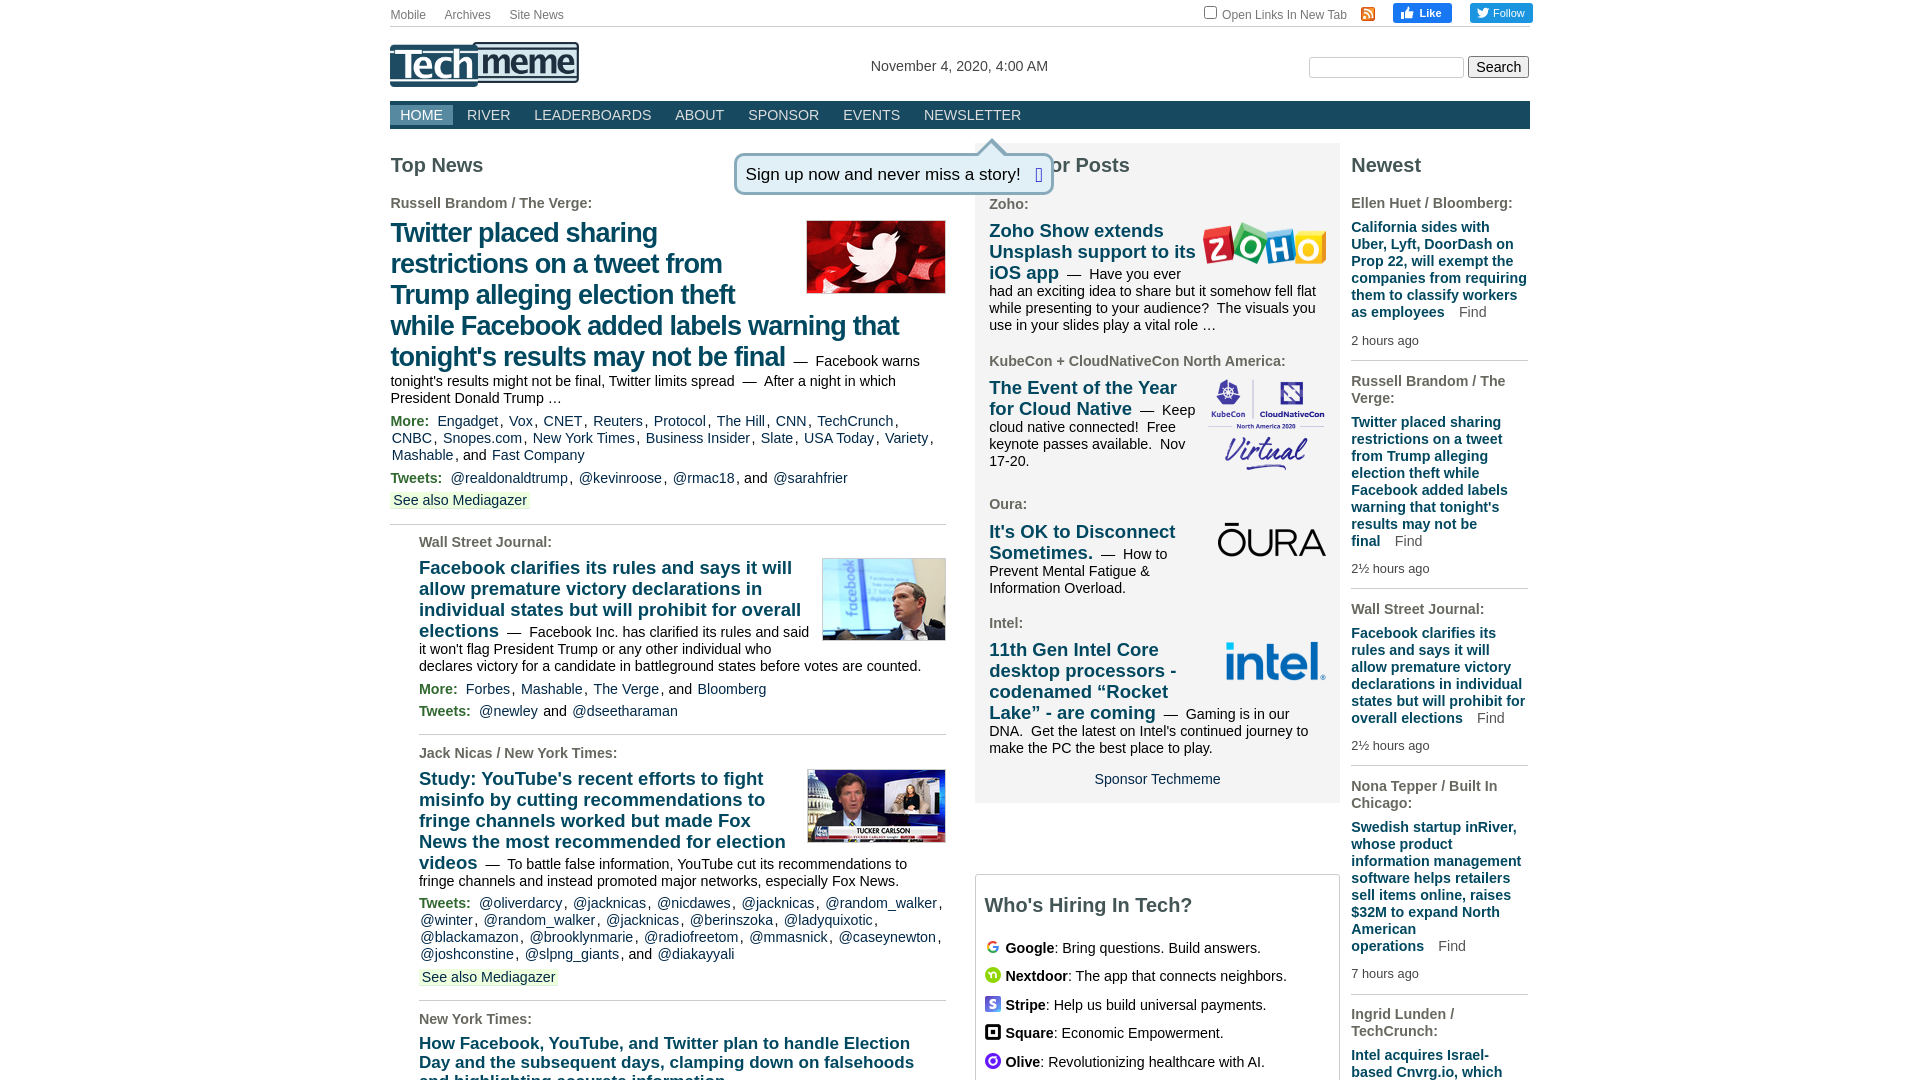 Mobile Archives Site News
Open Links In New Tab Like Follow
Techmeme
November 4, 2020, 4:00 AM
Search
HOME RIVER LEADERBOARDS ABOUT SPONSOR EVENTS NEWSLETTER
Sign up now and never miss a story!
Top News
Russell Brandom / The Verge:
Twitter placed sharing
restrictions on a tweet from
Trump alleging election theft
while Facebook added labels warning that
tonight's results may not be final — Facebook warns
tonight's results might not be final, Twitter limits spread — After a night in which
President Donald Trump …
More: Engadget, Vox, CNET, Reuters, Protocol, The Hill, CNN, TechCrunch,
CNBC, Snopes.com, New York Times, Business Insider, Slate, USA Today, Variety,
Mashable, and Fast Company
Tweets: @realdonaldtrump, @kevinroose, @rmac18, and @sarahfrier
See also Mediagazer
Wall Street Journal:
Facebook clarifies its rules and says it will
allow premature victory declarations in
individual states but will prohibit for overall
elections — Facebook Inc. has clarified its rules and said
it won't flag President Trump or any other individual who
declares victory for a candidate in battleground states before votes are counted.
More: Forbes, Mashable, The Verge, and Bloomberg
Tweets: @newley and @dseetharaman
Jack Nicas / New York Times:
Study: YouTube's recent efforts to fight
misinfo by cutting recommendations to
fringe channels worked but made Fox
News the most recommended for election
videos — To battle false information, YouTube cut its recommendations to
fringe channels and instead promoted major networks, especially Fox News.
TUCKER CARLSON
Tweets: @oliverdarcy, @jacknicas, @nicdawes, @jacknicas, @random_walker,
@winter, @random_walker, @jacknicas, @berinszoka, @ladyquixotic,
@blackamazon, @brooklynmarie, @radiofreetom, @mmasnick, @caseynewton,
@joshconstine, @slpng_giants, and @diakayyali
See also Mediagazer
New York Times:
How Facebook, YouTube, and Twitter plan to handle Election
Day and the subsequent days, clamping down on falsehoods
and highlighting accurate information
or Posts
Zoho:
Zoho Show extends
Unsplash support to its
iOS app — Have you ever
had an exciting idea to share but it somehow fell flat
while presenting to your audience? The visuals you
use in your slides play a vital role …
ZOHO
KubeCon + CloudNativeCon North America:
The Event of the Year
for Cloud Native — Keep
cloud native connected! Free
keynote passes available. Nov
17-20.
KubeCon CloudNativeCon
North America 2020
Virtual
Oura:
It's OK to Disconnect
Sometimes. — How to
Prevent Mental Fatigue &
Information Overload.
ŌURA
Intel:
11th Gen Intel Core
desktop processors -
codenamed “Rocket
Lake” - are coming — Gaming is in our
DNA. Get the latest on Intel's continued journey to
make the PC the best place to play.
intel
Sponsor Techmeme
Who's Hiring In Tech?
Google: Bring questions. Build answers.
Nextdoor: The app that connects neighbors.
Stripe: Help us build universal payments.
Square: Economic Empowerment.
Olive: Revolutionizing healthcare with AI.
Newest
Ellen Huet / Bloomberg:
California sides with
Uber, Lyft, DoorDash on
Prop 22, will exempt the
companies from requiring
them to classify workers
as employees Find
2 hours ago
Russell Brandom / The
Verge:
Twitter placed sharing
restrictions on a tweet
from Trump alleging
election theft while
Facebook added labels
warning that tonight's
results may not be
final Find
2½ hours ago
Wall Street Journal:
Facebook clarifies its
rules and says it will
allow premature victory
declarations in individual
states but will prohibit for
overall elections Find
2½ hours ago
Nona Tepper / Built In
Chicago:
Swedish startup inRiver,
whose product
information management
software helps retailers
sell items online, raises
$32M to expand North
American
operations Find
7 hours ago
Ingrid Lunden /
TechCrunch:
Intel acquires Israel-
based Cnvrg.io, which